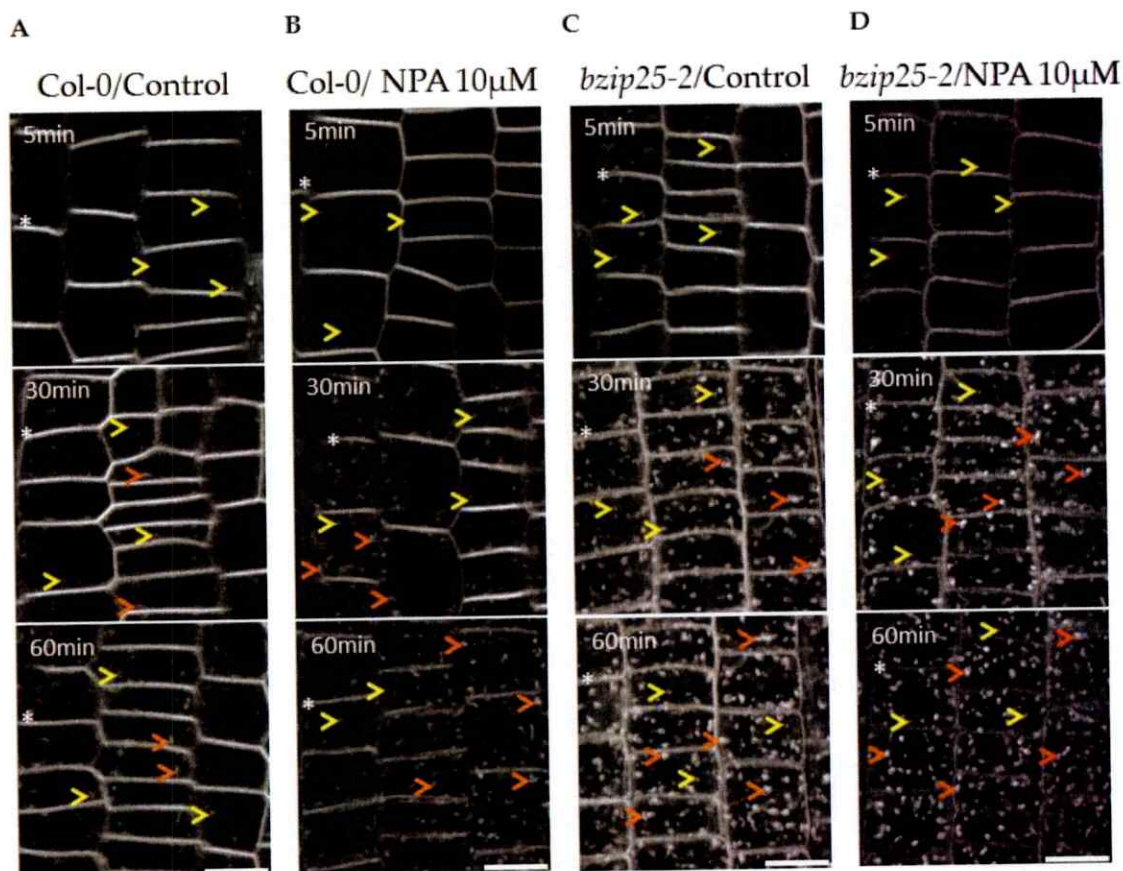 A
B
C
D
Col-0/Control
Col-0/ NPA 10µM
bzip25-2/Control
bzip25-2/NPA 10µM
5min
5min
5min
5min
*
*
*
*
30min
30min
30min
30min
*
*
*
*
60min
60min
60min
60min
*
*
*
*